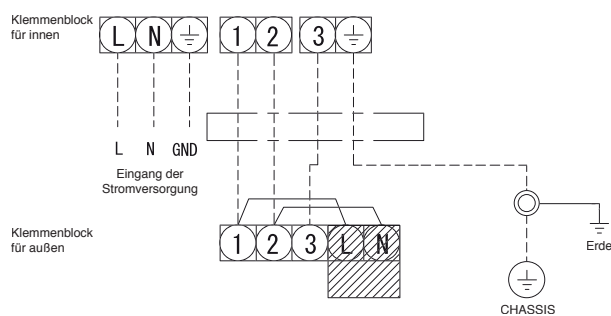 Klemmenblock
für innen
L N
1 2
3
L N GND
Eingang der
Stromversorgung
Klemmenblock
für außen
1 2 3 L N
Erde
CHASSIS